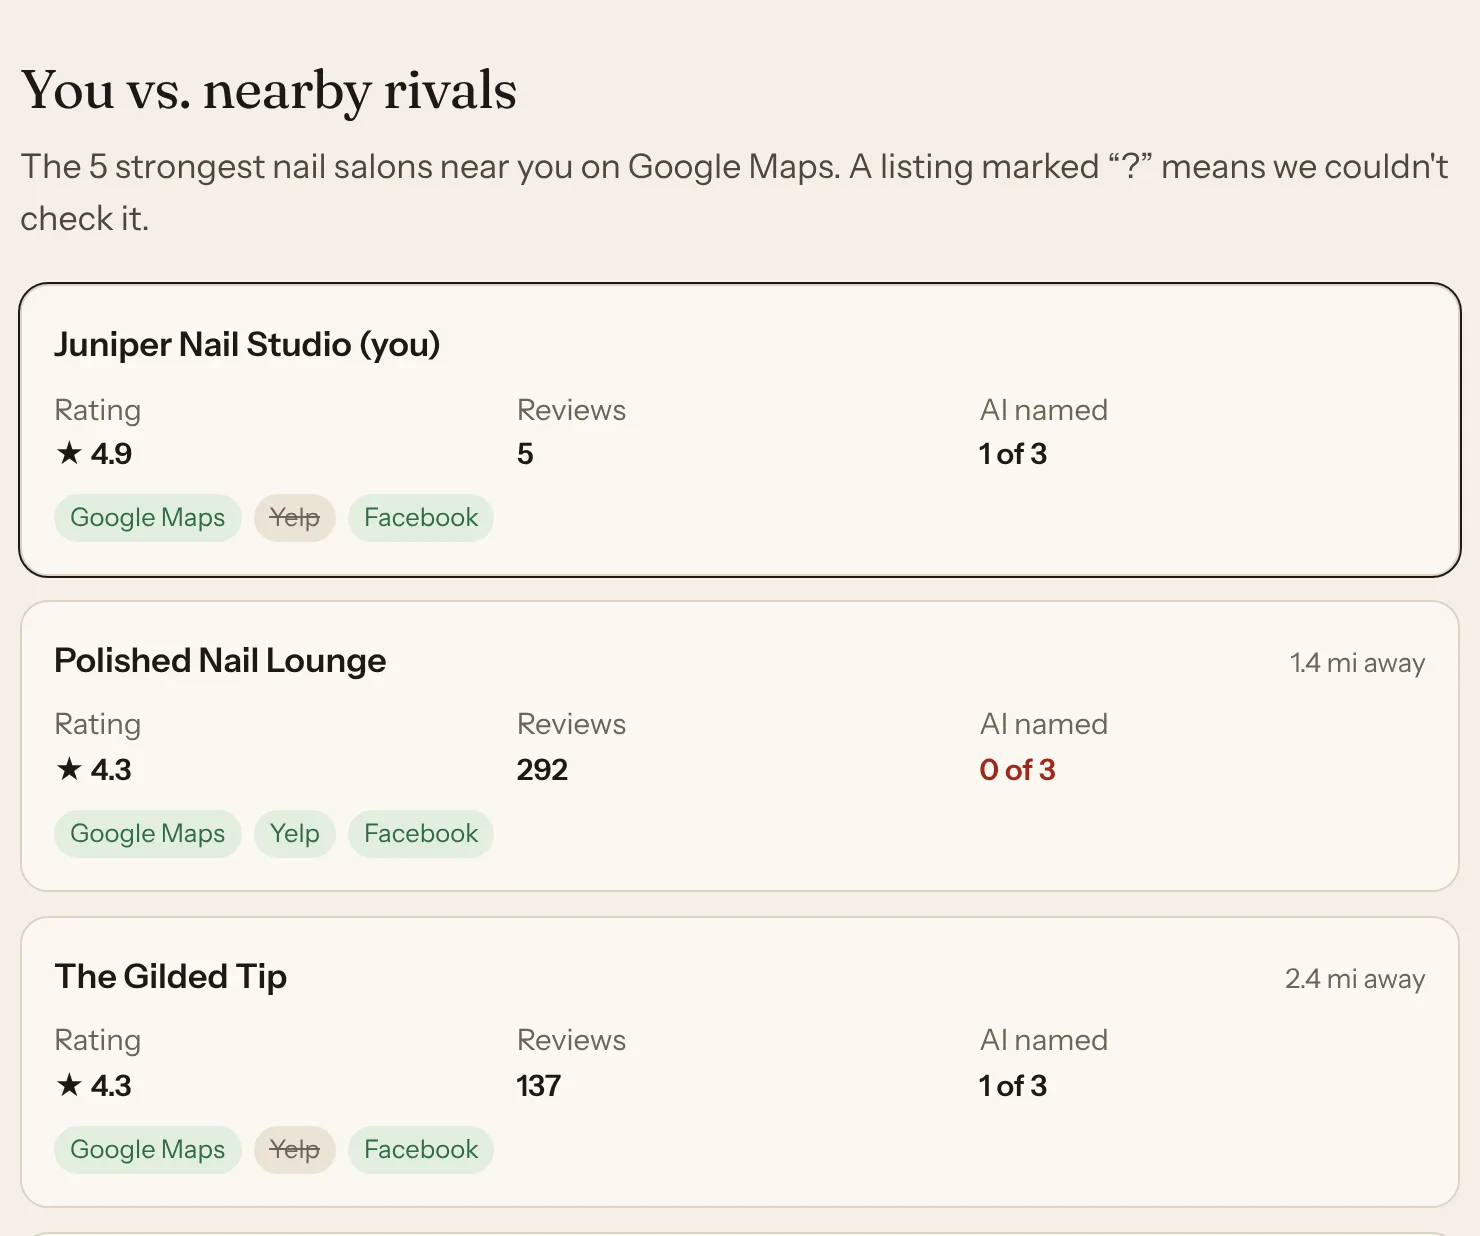 You vs. nearby rivals
The 5 strongest nail salons near you on Google Maps. A listing marked “?” means we couldn't
check it.
Juniper Nail Studio (you)
Rating Reviews AI named
★ 4.9 5 1 of 3
Google Maps Yelp Facebook
Polished Nail Lounge 1.4 mi away
Rating Reviews AI named
★ 4.3 292 0 of 3
Google Maps Yelp Facebook
The Gilded Tip 2.4 mi away
Rating Reviews AI named
★ 4.3 137 1 of 3
Google Maps Yelp Facebook